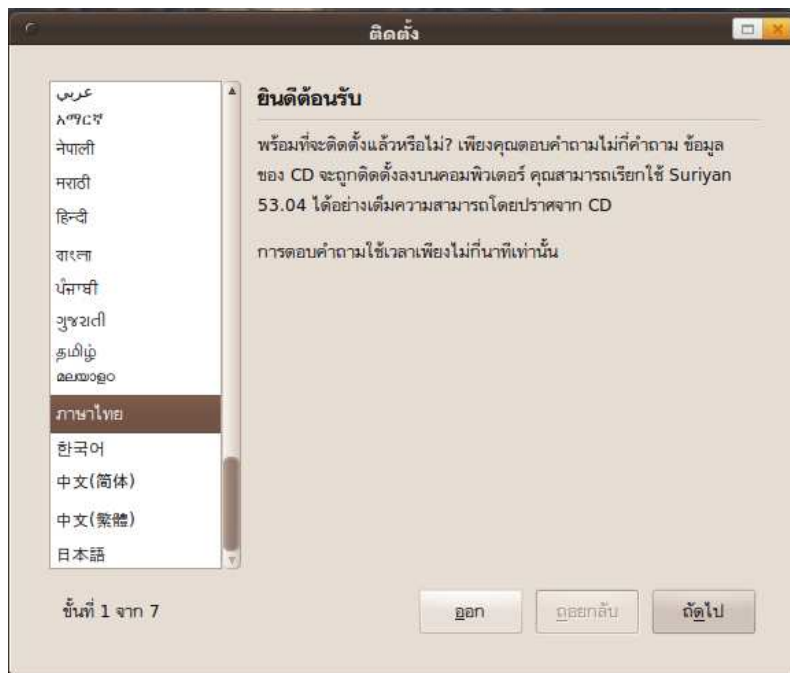 ติดตั้ง
عربي
አማርኛ
नेपाली
मराठी
हिन्दी
বাংলা
ਪੰਜਾਬੀ
ગુજરાતી
தமிழ்
മലയാളം
ภาษาไทย
한국어
中文(简体)
中文(繁體)
日本語
ยินดีต้อนรับ
พร้อมที่จะติดตั้งแล้วหรือไม่? เพียงคุณตอบคำถามไม่กี่คำถาม ข้อมูล
ของ CD จะถูกติดตั้งลงบนคอมพิวเตอร์ คุณสามารถเรียกใช้ Suriyan
53.04 ได้อย่างเต็มความสามารถโดยปราศจาก CD
การตอบคำถามใช้เวลาเพียงไม่กี่นาทีเท่านั้น
ขั้นที่ 1 จาก 7
ออก
ถอยกลับ
ถัดไป